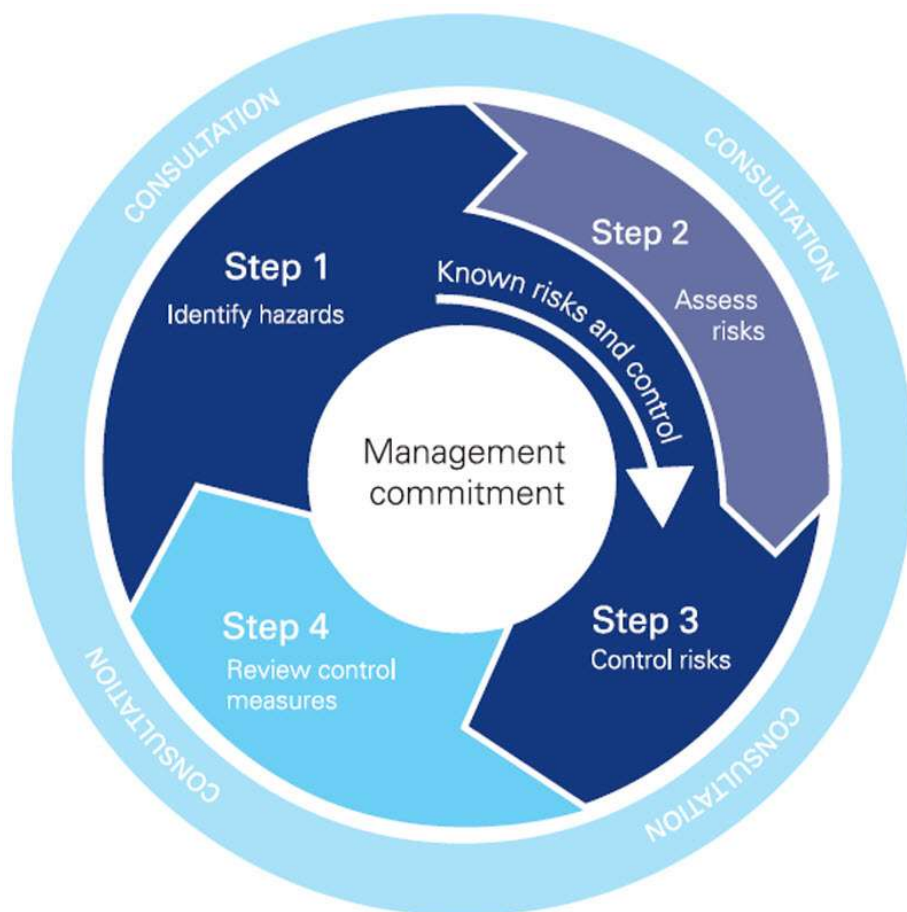 CONSULTATION
CONSULTATION
Step 1
Identify hazards
Step 2
Assess
risks
Known risks and control
Management
commitment
Step 3
Control risks
Step 4
Review control
measures
CONSULTATION
CONSULTATION